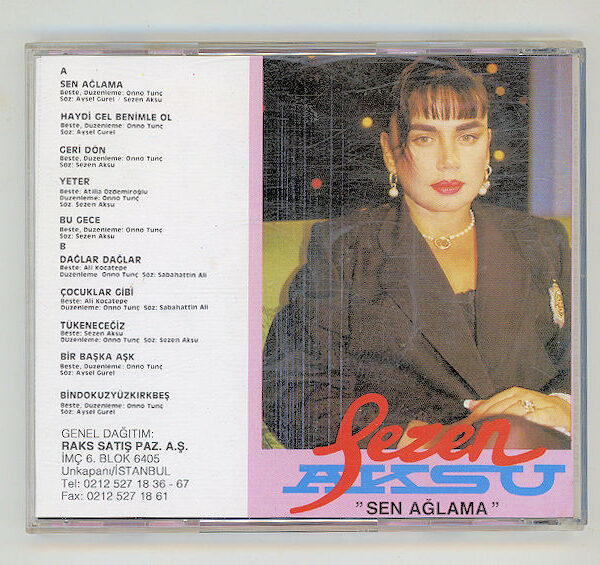 A
SEN AĞLAMA
Beste, Düzenleme: Onno Tunç
Söz: Aysel Gürel / Sezen Aksu
HAYDİ GEL BENİMLE OL
Beste, Düzenleme: Onno Tunç
Söz: Aysel Gürel
GERİ DÖN
Beste, Düzenleme: Onno Tunç
Söz: Sezen Aksu
YETER
Beste: Atilla Özdemiroğlu
Düzenleme: Onno Tunç
Söz: Sezen Aksu
BU GECE
Beste, Düzenleme: Onno Tunç
B
DAĞLAR DAĞLAR
Beste: Ali Kocatepe
Düzenleme Onno Tunç Söz: Sabahattin Ali
ÇOCUKLAR GİBİ
Beste: Ali Kocatepe
Düzenleme: Onno Tunç Söz: Sabahattin Ali
TÜKENECEĞİZ
Beste: Sezen Aksu
Düzenleme: Onno Tunç Söz: Sezen Aksu
BİR BAŞKA AŞK
Beste, Düzenleme: Onno Tunç
Söz: Aysel Gürel
BİNDOKUZYÜZKIRKBEŞ
Beste, Düzenleme: Onno Tunç
Söz: Aysel Gürel
GENEL DAĞITIM:
RAKS SATIŞ PAZ. A.Ş.
İMÇ 6. BLOK 6405
Unkapanı/İSTANBUL
Tel: 0212 527 18 36 - 67
Fax: 0212 527 18 61
Sezen
AKSU
" SEN AĞLAMA "